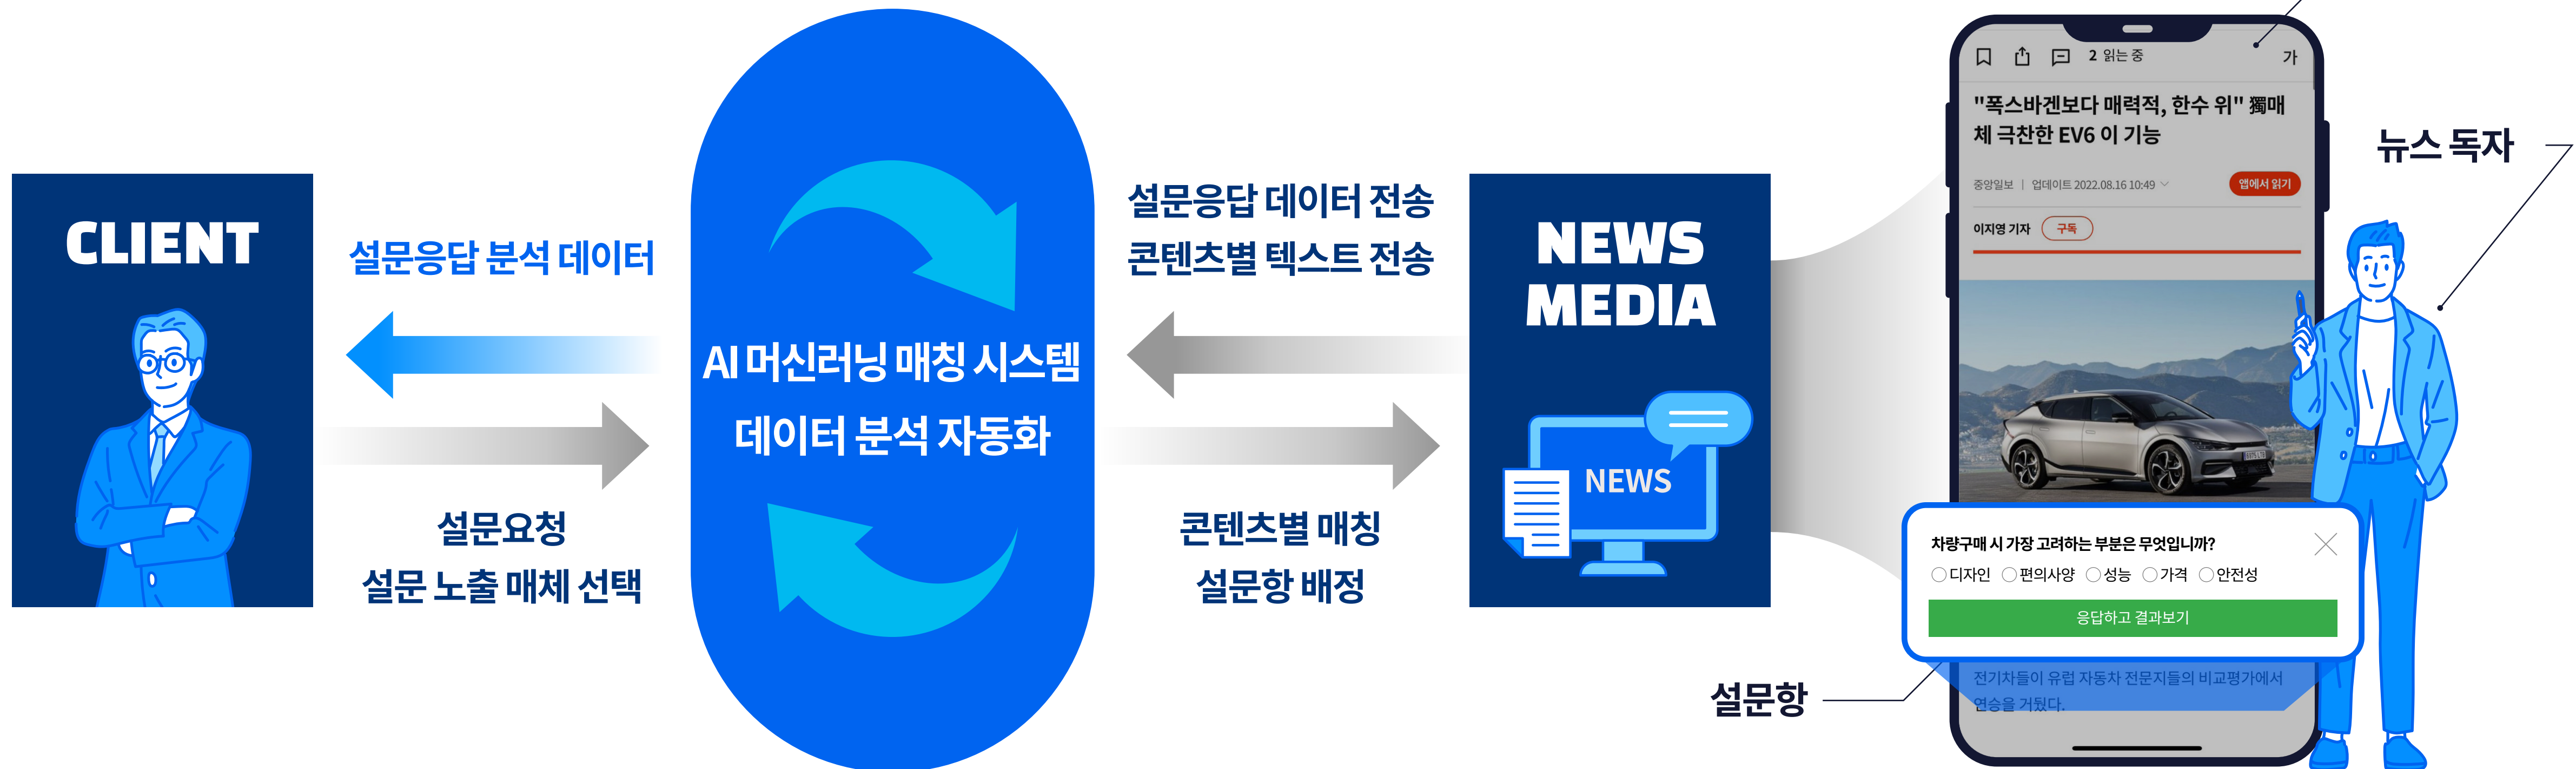 CLIENT
설문응답 분석 데이터
설문요청
설문 노출 매체 선택
AI 머신러닝 매칭 시스템
데이터 분석 자동화
설문응답 데이터 전송
콘텐츠별 텍스트 전송
콘텐츠별 매칭
설문항 배정
NEWS
MEDIA
NEWS
2 읽는 중
가
"폭스바겐보다 매력적, 한수 위" 獨매
체 극찬한 EV6 이 기능
중앙일보 | 업데이트 2022.08.16 10:49
앱에서 읽기
이지영 기자 구독
차량구매 시 가장 고려하는 부분은 무엇입니까?
디자인 편의사양 성능 가격 안전성
응답하고 결과보기
전기차들이 유럽 자동차 전문지들의 비교평가에서
연승을 거뒀다.
설문항
뉴스 독자